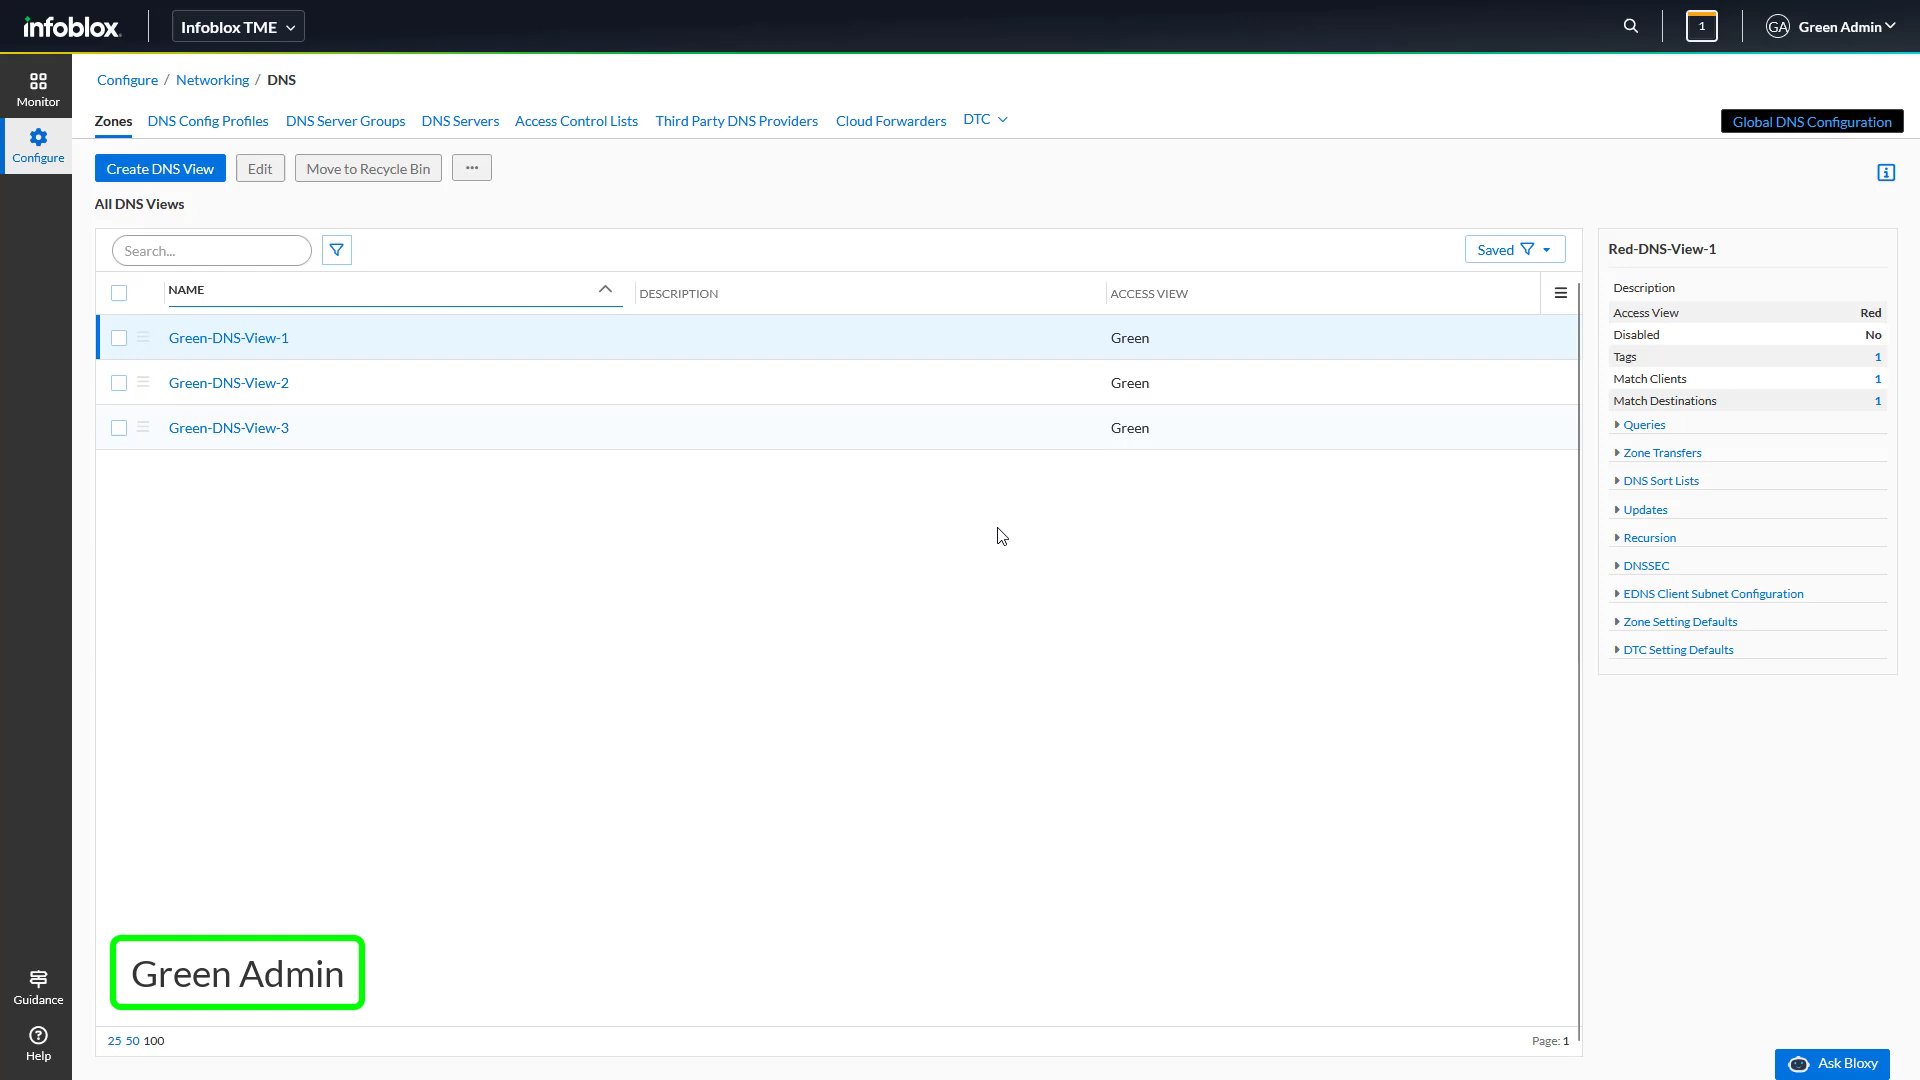 infoblox
Infoblox TME
1
GA
Green Admin
Monitor
Configure
Guidance
Help
Configure / Networking / DNS
Zones
DNS Config Profiles
DNS Server Groups
DNS Servers
Access Control Lists
Third Party DNS Providers
Cloud Forwarders
DTC
Global DNS Configuration
Create DNS View
Edit
Move to Recycle Bin
...
All DNS Views
Search...
Saved
NAME
DESCRIPTION
ACCESS VIEW
Green-DNS-View-1
Green
Green-DNS-View-2
Green
Green-DNS-View-3
Green
Red-DNS-View-1
Description
Access View Red
Disabled No
Tags 1
Match Clients 1
Match Destinations 1
Queries
Zone Transfers
DNS Sort Lists
Updates
Recursion
DNSSEC
EDNS Client Subnet Configuration
Zone Setting Defaults
DTC Setting Defaults
Green Admin
25 50 100
Page: 1
Ask Bloxy